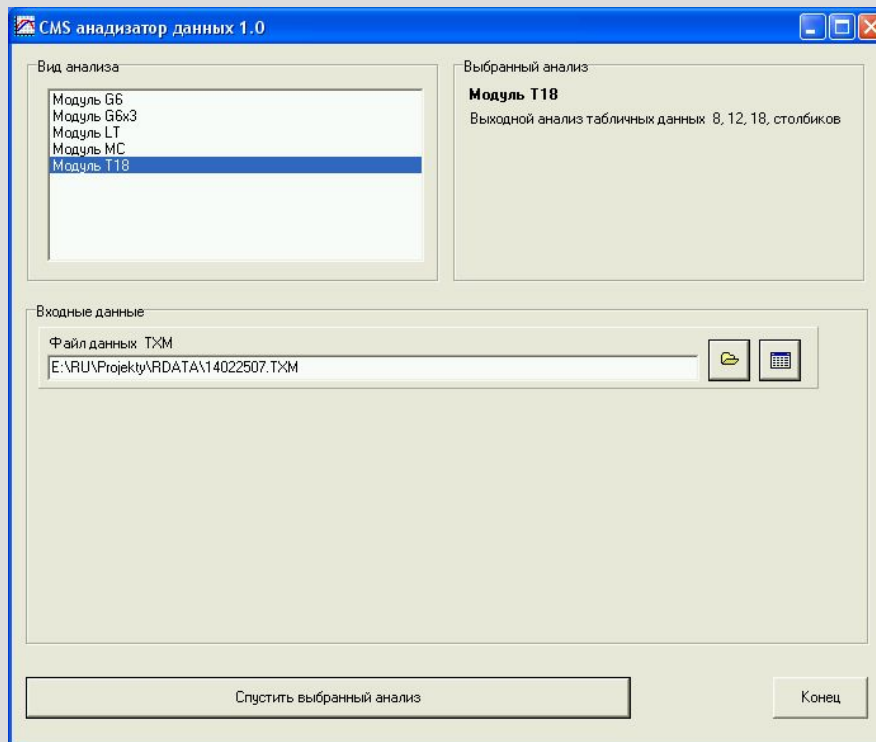 CMS анадизатор данных 1.0
Вид анализа
Модуль G6
Модуль G6x3
Модуль LT
Модуль MC
Модуль T18
Выбранный анализ
Модуль T18
Выходной анализ табличных данных 8, 12, 18, столбиков
Входные данные
Файл данных TXM
E:\RU\Projekty\RDATA\14022507.TXM
Спустить выбранный анализ
Конец